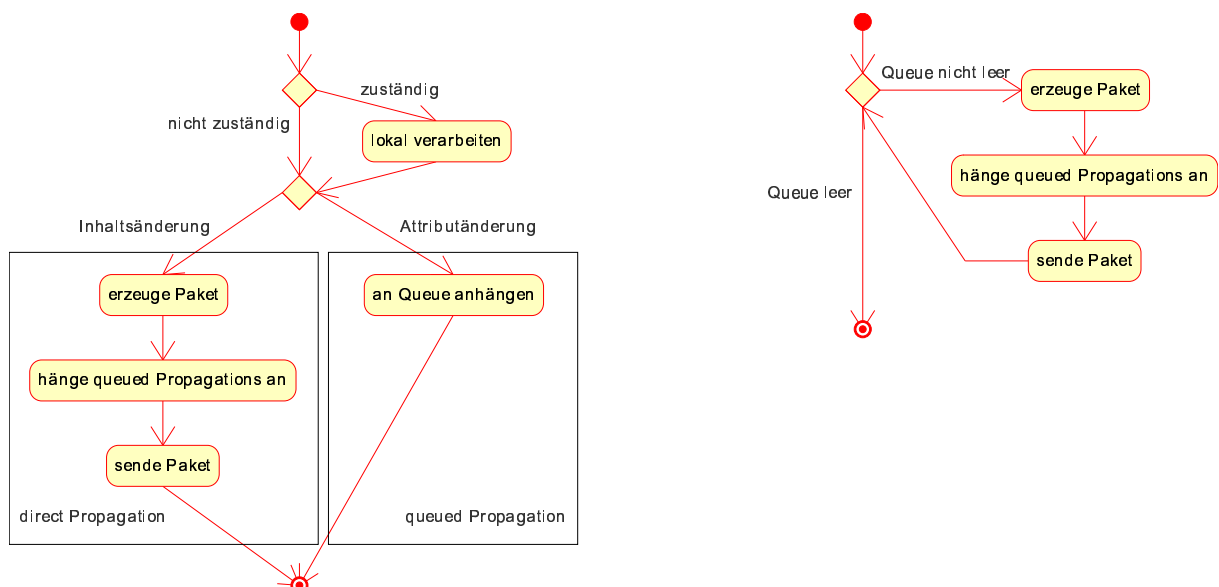 zuständig
nicht zuständig
lokal verarbeiten
Inhaltsänderung
Attributänderung
erzeuge Paket
an Queue anhängen
hänge queued Propagations an
sende Paket
direct Propagation
queued Propagation
Queue nicht leer
erzeuge Paket
hänge queued Propagations an
Queue leer
sende Paket